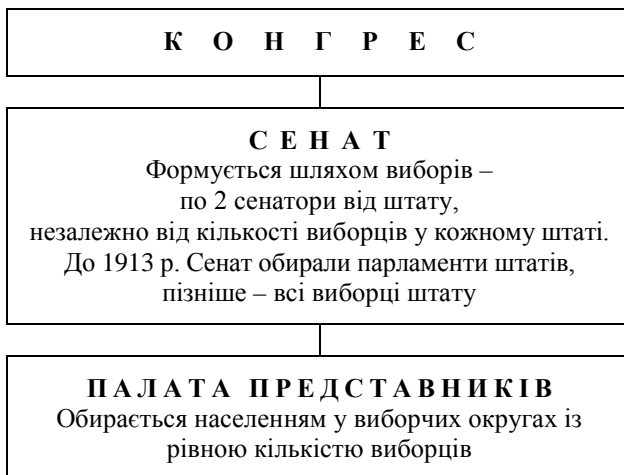 К О Н Г Р Е С
С Е Н А Т
Формується шляхом виборів –
по 2 сенатори від штату,
незалежно від кількості виборців у кожному штаті.
До 1913 р. Сенат обирали парламенти штатів,
пізніше – всі виборці штату
П А Л А Т А П Р Е Д С Т А В Н И К І В
Обирається населенням у виборчих округах із
рівною кількістю виборців